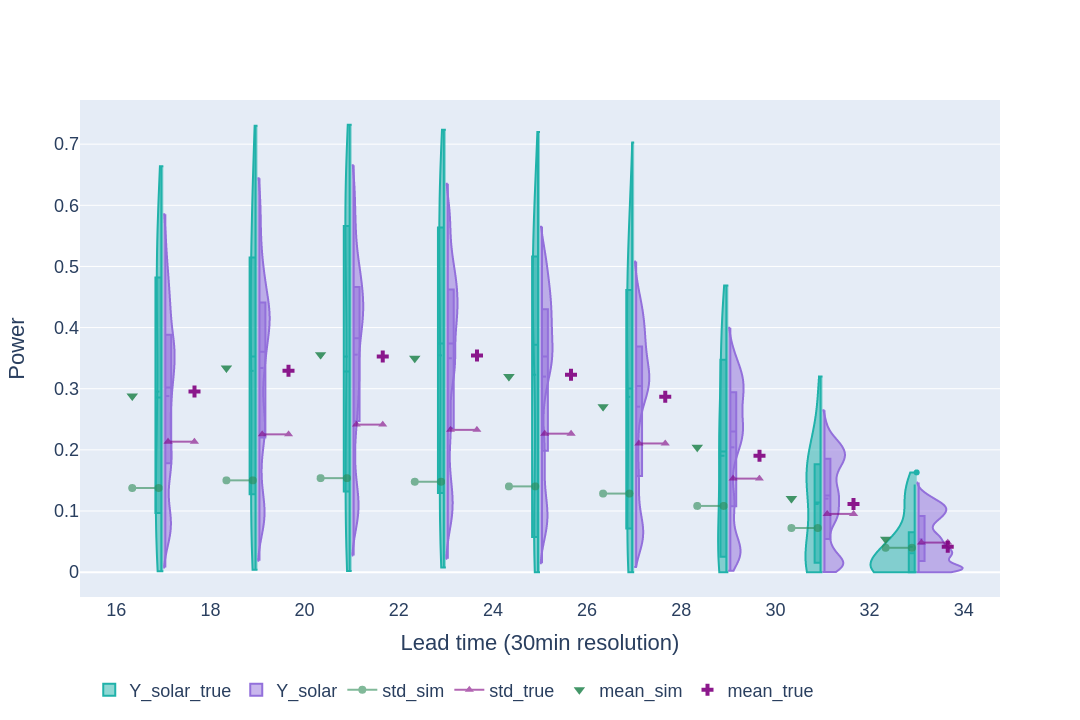 0.7
0.6
0.5
0.4
0.3
0.2
0.1
0
Power
16 18 20 22 24 26 28 30 32 34
Lead time (30min resolution)
Y_solar_true Y_solar std_sim std_true mean_sim mean_true